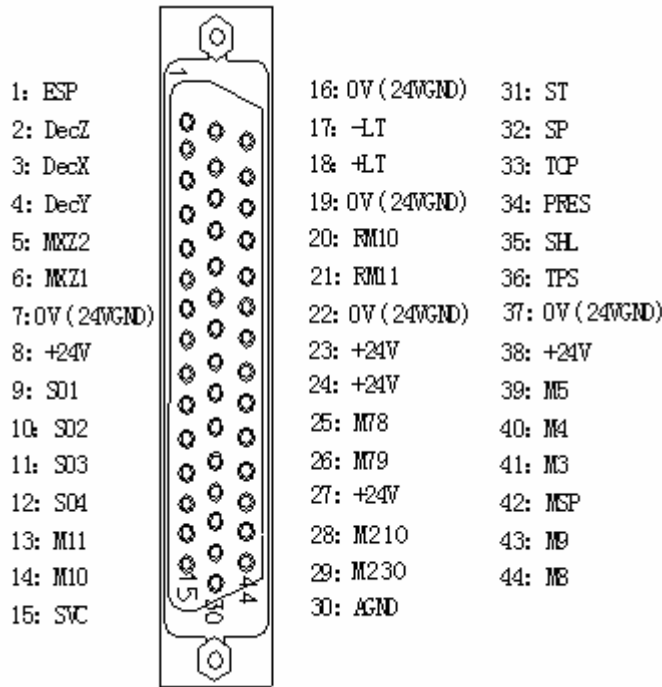 1: ESP
2: DecZ
3: DecX
4: DecY
5: MXZ2
6: MXZ1
7:0V(24VGND)
8: +24V
9: S01
10: S02
11: S03
12: S04
13: M11
14: M10
15: SVC
1
15
30
44
16: 0V(24VGND)
17: -LT
18: +LT
19: 0V(24VGND)
20: RM10
21: RM11
22: 0V(24VGND)
23: +24V
24: +24V
25: M78
26: M79
27: +24V
28: M210
29: M230
30: AGND
31: ST
32: SP
33: TCP
34: PRES
35: SHL
36: TPS
37: 0V(24VGND)
38: +24V
39: M5
40: M4
41: M3
42: MSP
43: M9
44: M8